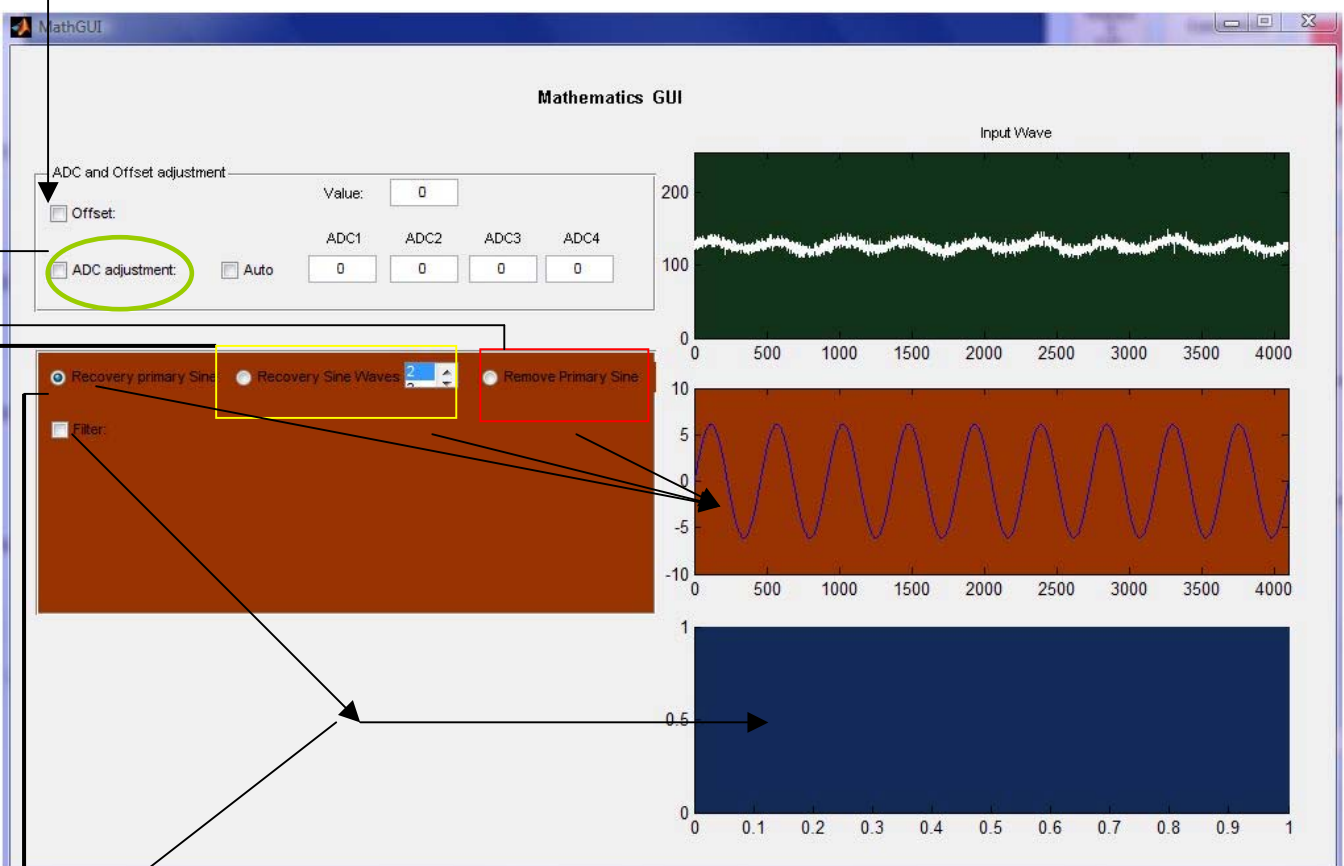 MathGUI
Mathematics GUI
ADC and Offset adjustment
Value: 0
Offset:
ADC1 ADC2 ADC3 ADC4
ADC adjustment: Auto 0 0 0 0
Recovery primary Sine Recovery Sine Waves 2 Remove Primary Sine
Filter:
Input Wave
200
100
0
0 500 1000 1500 2000 2500 3000 3500 4000
10
5
0
-5
-10
0 500 1000 1500 2000 2500 3000 3500 4000
1
0.5
0
0 0.1 0.2 0.3 0.4 0.5 0.6 0.7 0.8 0.9 1